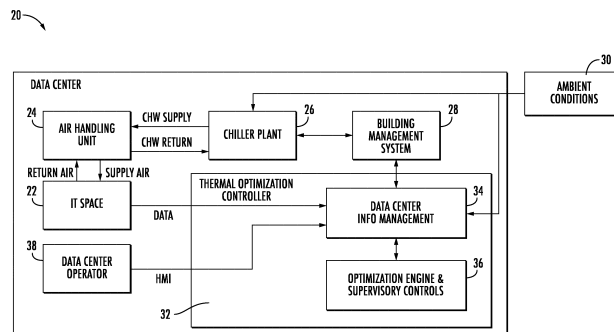 20
30
AMBIENT
CONDITIONS
DATA CENTER
24
AIR HANDLING
UNIT
CHW SUPPLY
CHW RETURN
26
CHILLER PLANT
28
BUILDING
MANAGEMENT
SYSTEM
RETURN AIR
SUPPLY AIR
22
IT SPACE
DATA
THERMAL OPTIMIZATION
CONTROLLER
34
DATA CENTER
INFO MANAGEMENT
38
DATA CENTER
OPERATOR
HMI
36
OPTIMIZATION ENGINE &
SUPERVISORY CONTROLS
32